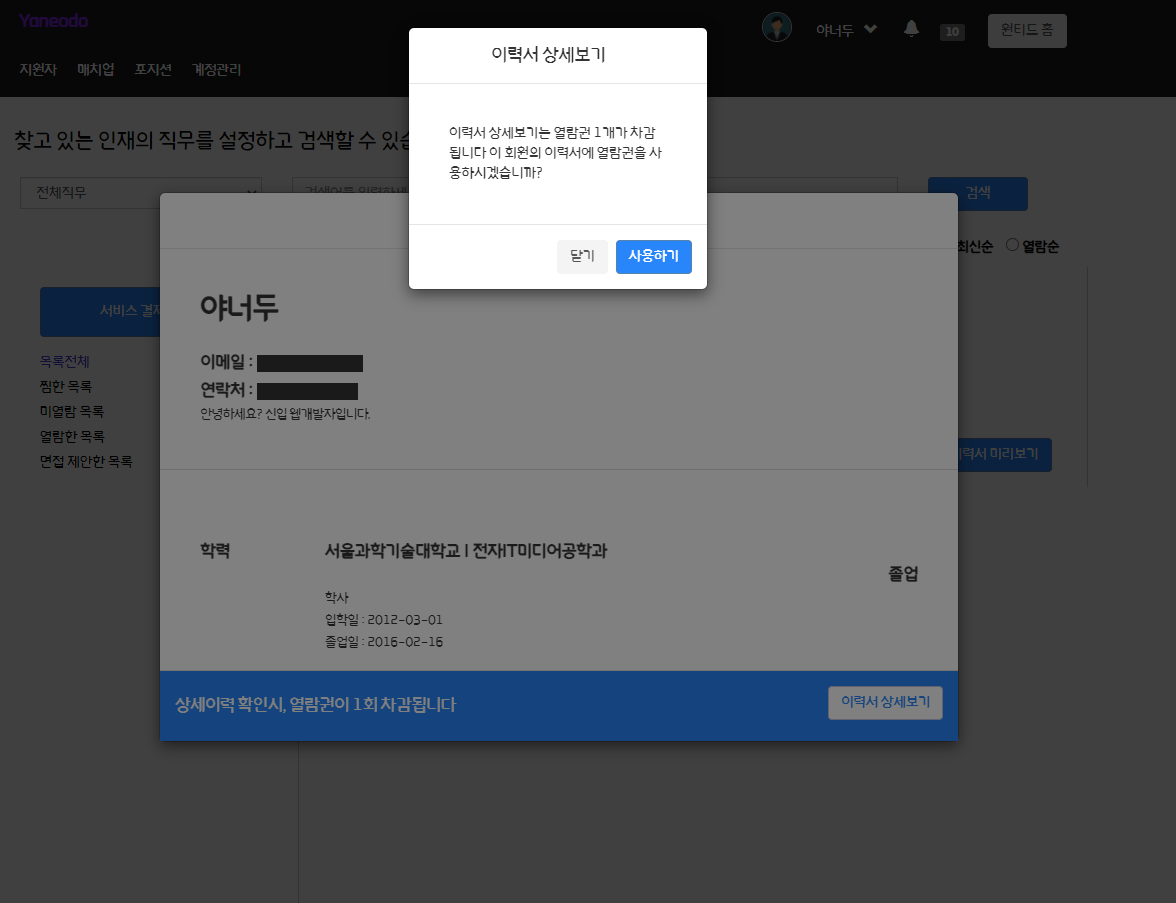 Yaneodo
야너두
10
원티드 홈
지원자 매치업 포지션 계정관리
이력서 상세보기
이력서 상세보기는 열람권 1개가 차감
됩니다 이 회원의 이력서에 열람권을 사
용하시겠습니까?
닫기 사용하기
찾고 있는 인재의 직무를 설정하고 검색할 수 있
전체직무
검색
최신순 열람순
서비스 결
목록전체
찜한 목록
미열람 목록
열람한 목록
면접 제안한 목록
이력서 미리보기
야너두
이메일 :
연락처 :
안녕하세요? 신입 웹개발자입니다.
학력
서울과학기술대학교 | 전자IT미디어공학과
졸업
학사
입학일 : 2012-03-01
졸업일 : 2016-02-16
상세이력 확인시, 열람권이 1회 차감됩니다
이력서 상세보기